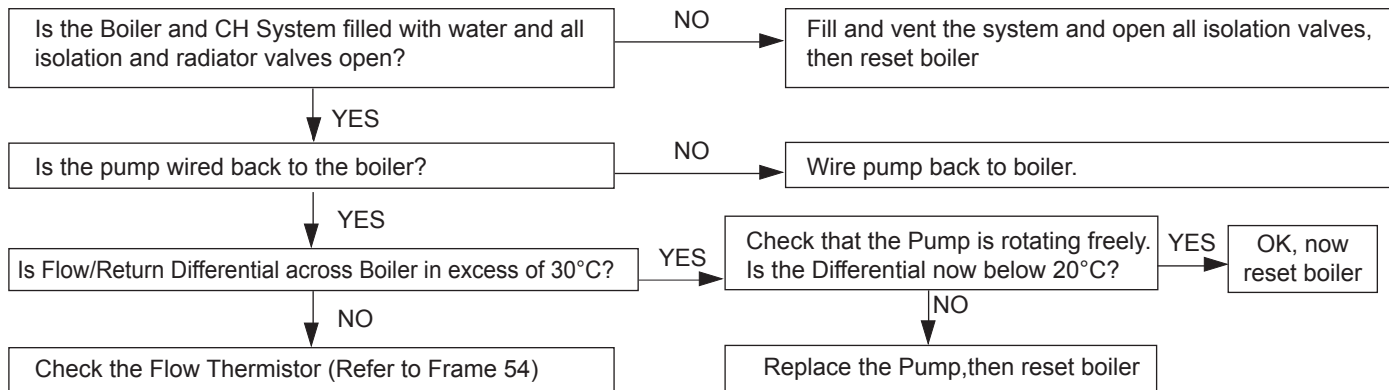 Is the Boiler and CH System filled with water and all
isolation and radiator valves open?
NO
Fill and vent the system and open all isolation valves,
then reset boiler
YES
Is the pump wired back to the boiler?
NO
Wire pump back to boiler.
YES
Is Flow/Return Differential across Boiler in excess of 30°C?
YES
Check that the Pump is rotating freely.
Is the Differential now below 20°C?
YES
OK, now
reset boiler
NO
Check the Flow Thermistor (Refer to Frame 54)
NO
Replace the Pump,then reset boiler